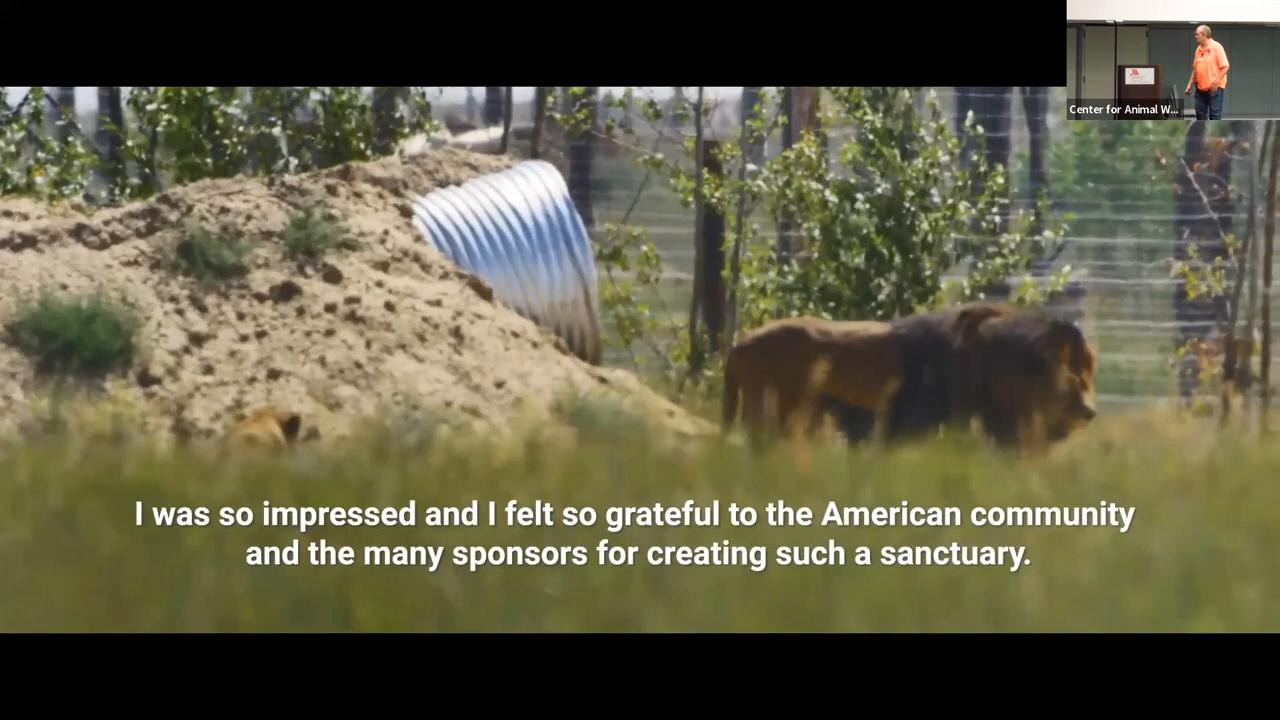 Center for Animal W...
I was so impressed and I felt so grateful to the American community
and the many sponsors for creating such a sanctuary.